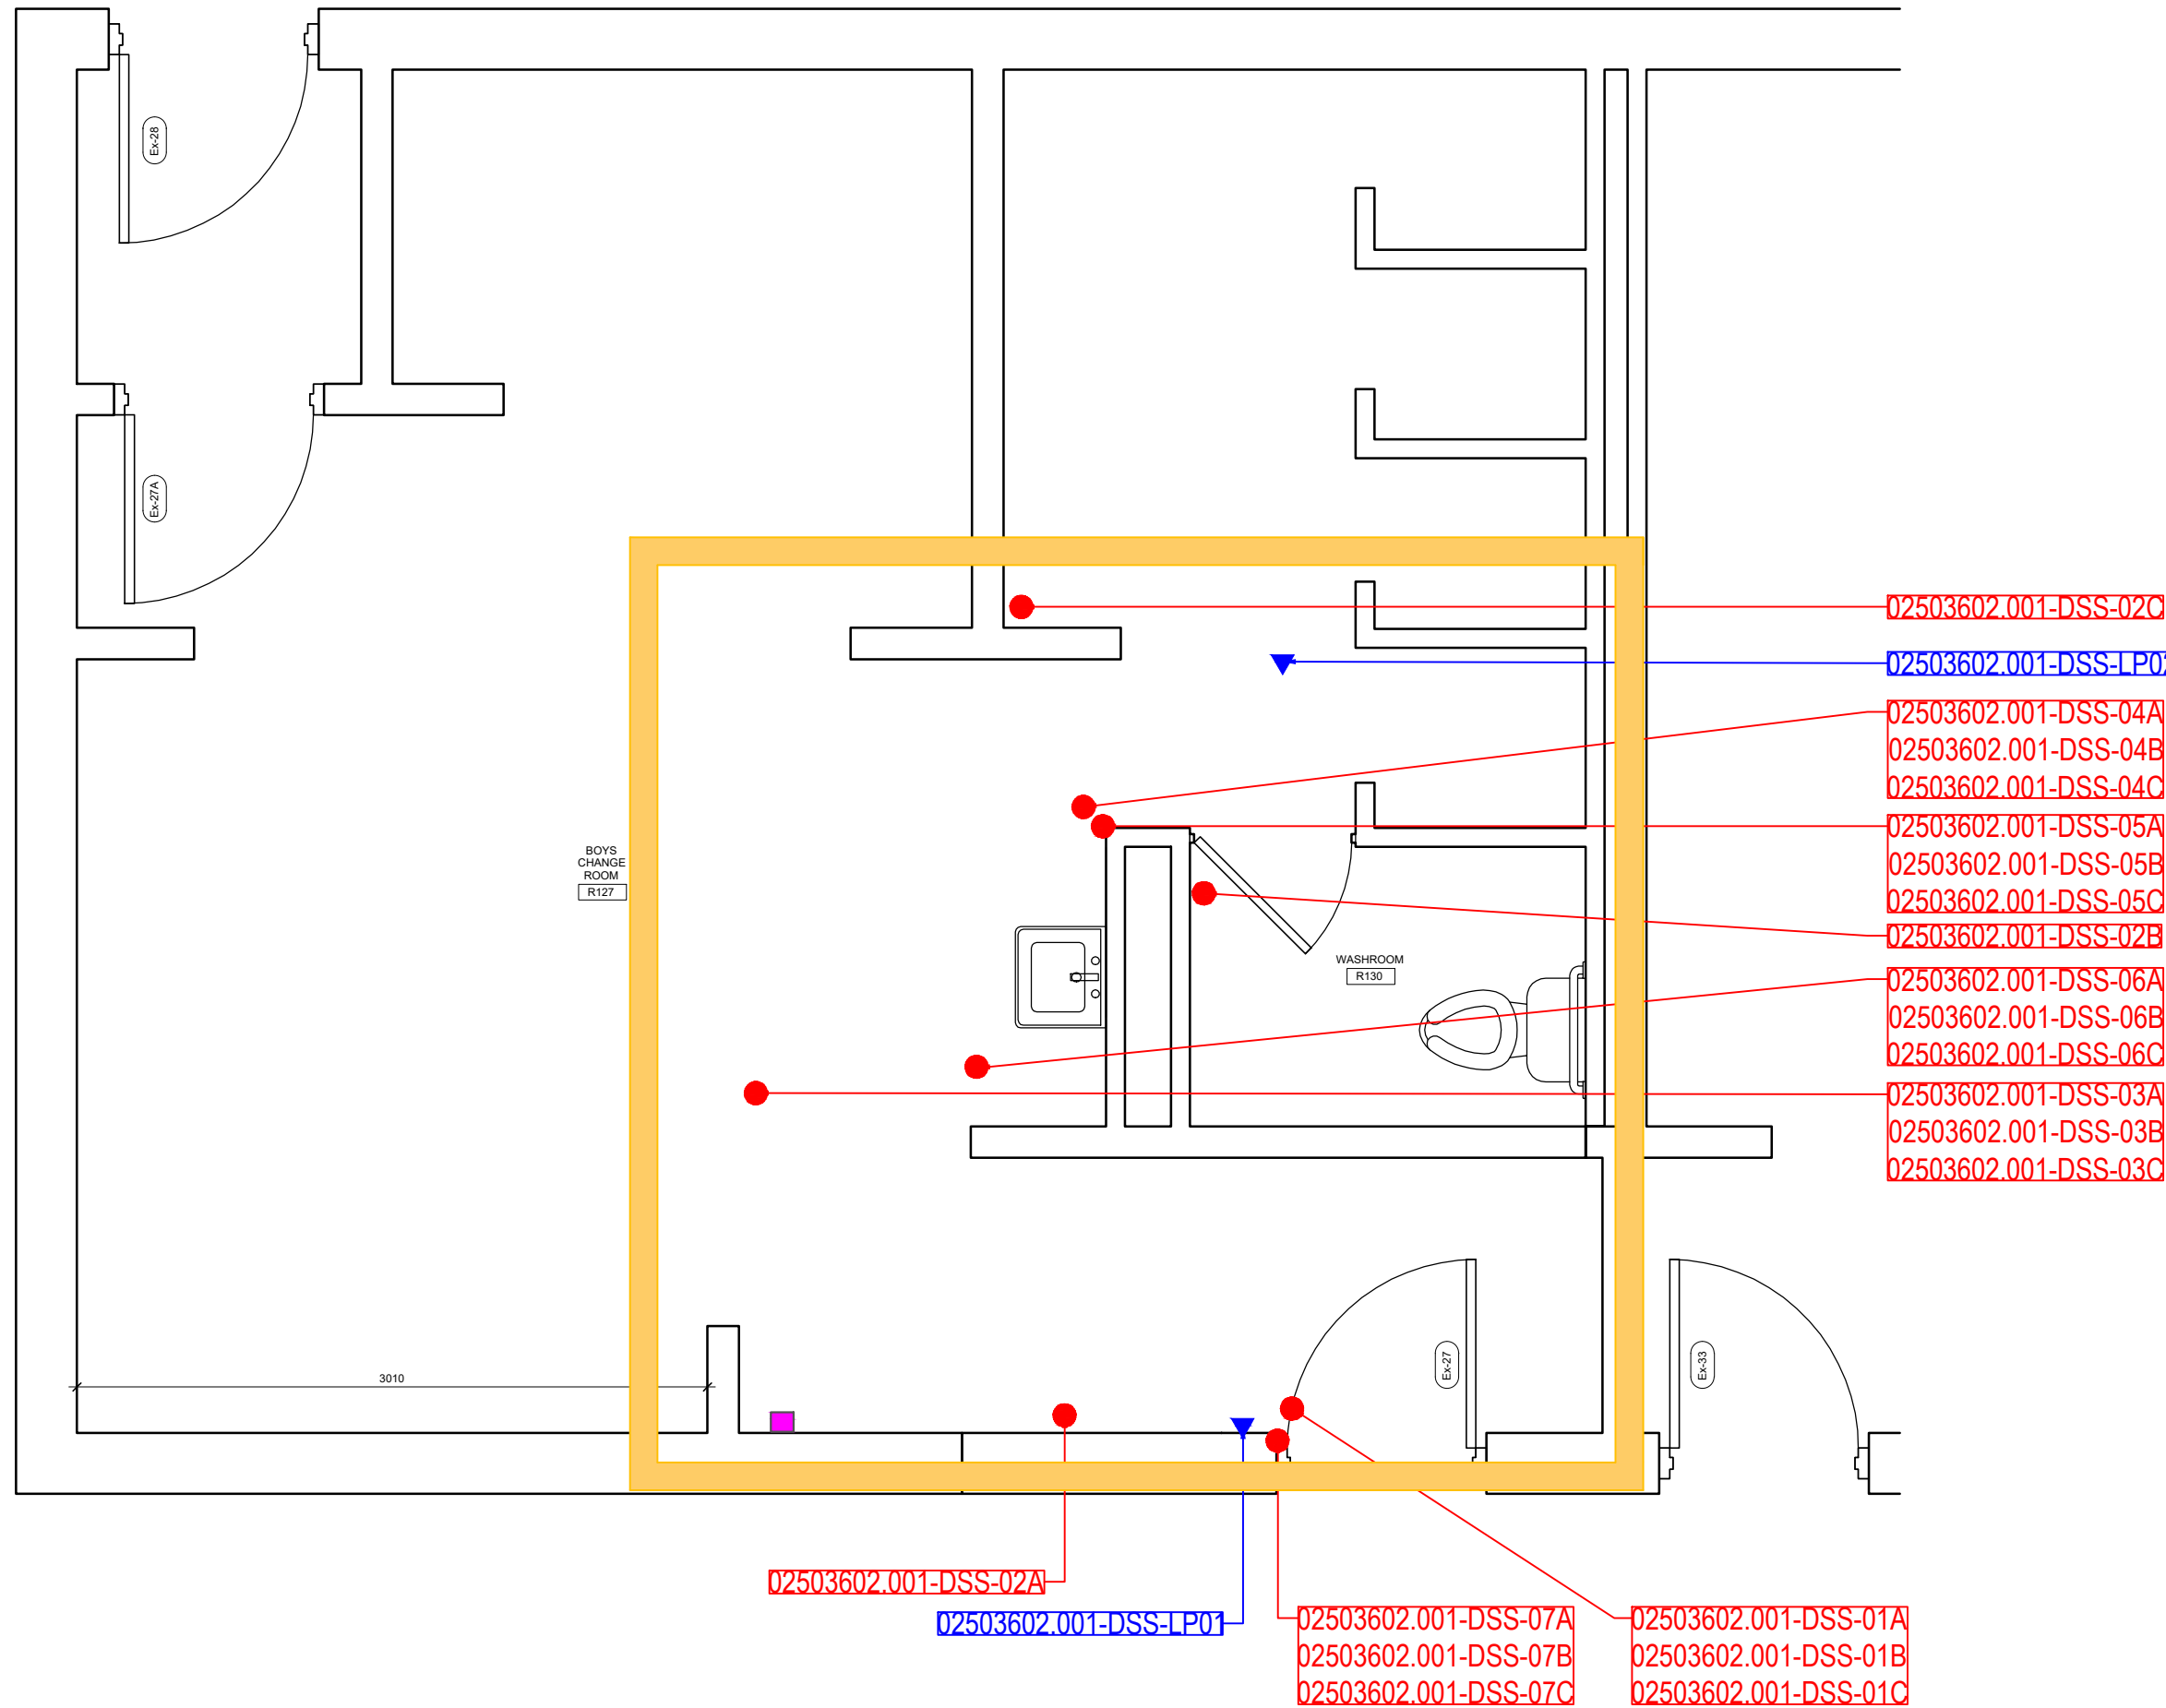 Ex-28
Ex-27A
02503602.001-DSS-02C
02503602.001-DSS-LP02
02503602.001-DSS-04A
02503602.001-DSS-04B
02503602.001-DSS-04C
02503602.001-DSS-05A
02503602.001-DSS-05B
02503602.001-DSS-05C
BOYS
CHANGE
ROOM
R127
02503602.001-DSS-02B
WASHROOM
R130
02503602.001-DSS-06A
02503602.001-DSS-06B
02503602.001-DSS-06C
02503602.001-DSS-03A
02503602.001-DSS-03B
02503602.001-DSS-03C
Ex-27
Ex-33
3010
02503602.001-DSS-02A
02503602.001-DSS-LP01
02503602.001-DSS-07A
02503602.001-DSS-07B
02503602.001-DSS-07C
02503602.001-DSS-01A
02503602.001-DSS-01B
02503602.001-DSS-01C